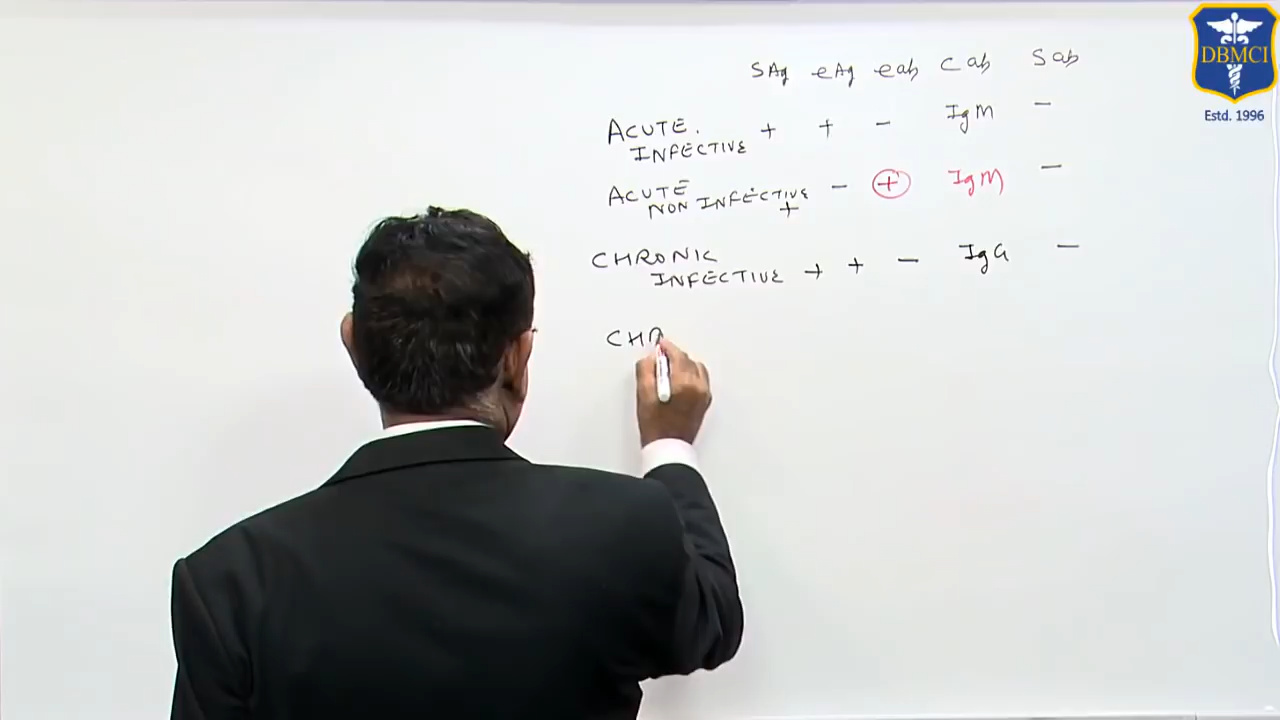 SAg eAg eab Cab Sab
ACUTE. + + - IgM -
INFECTIVE
ACUTE - + IgM -
NON INFECTIVE
+
CHRONIC
INFECTIVE + + - IgG -
CHR
DBMCI
Estd. 1996